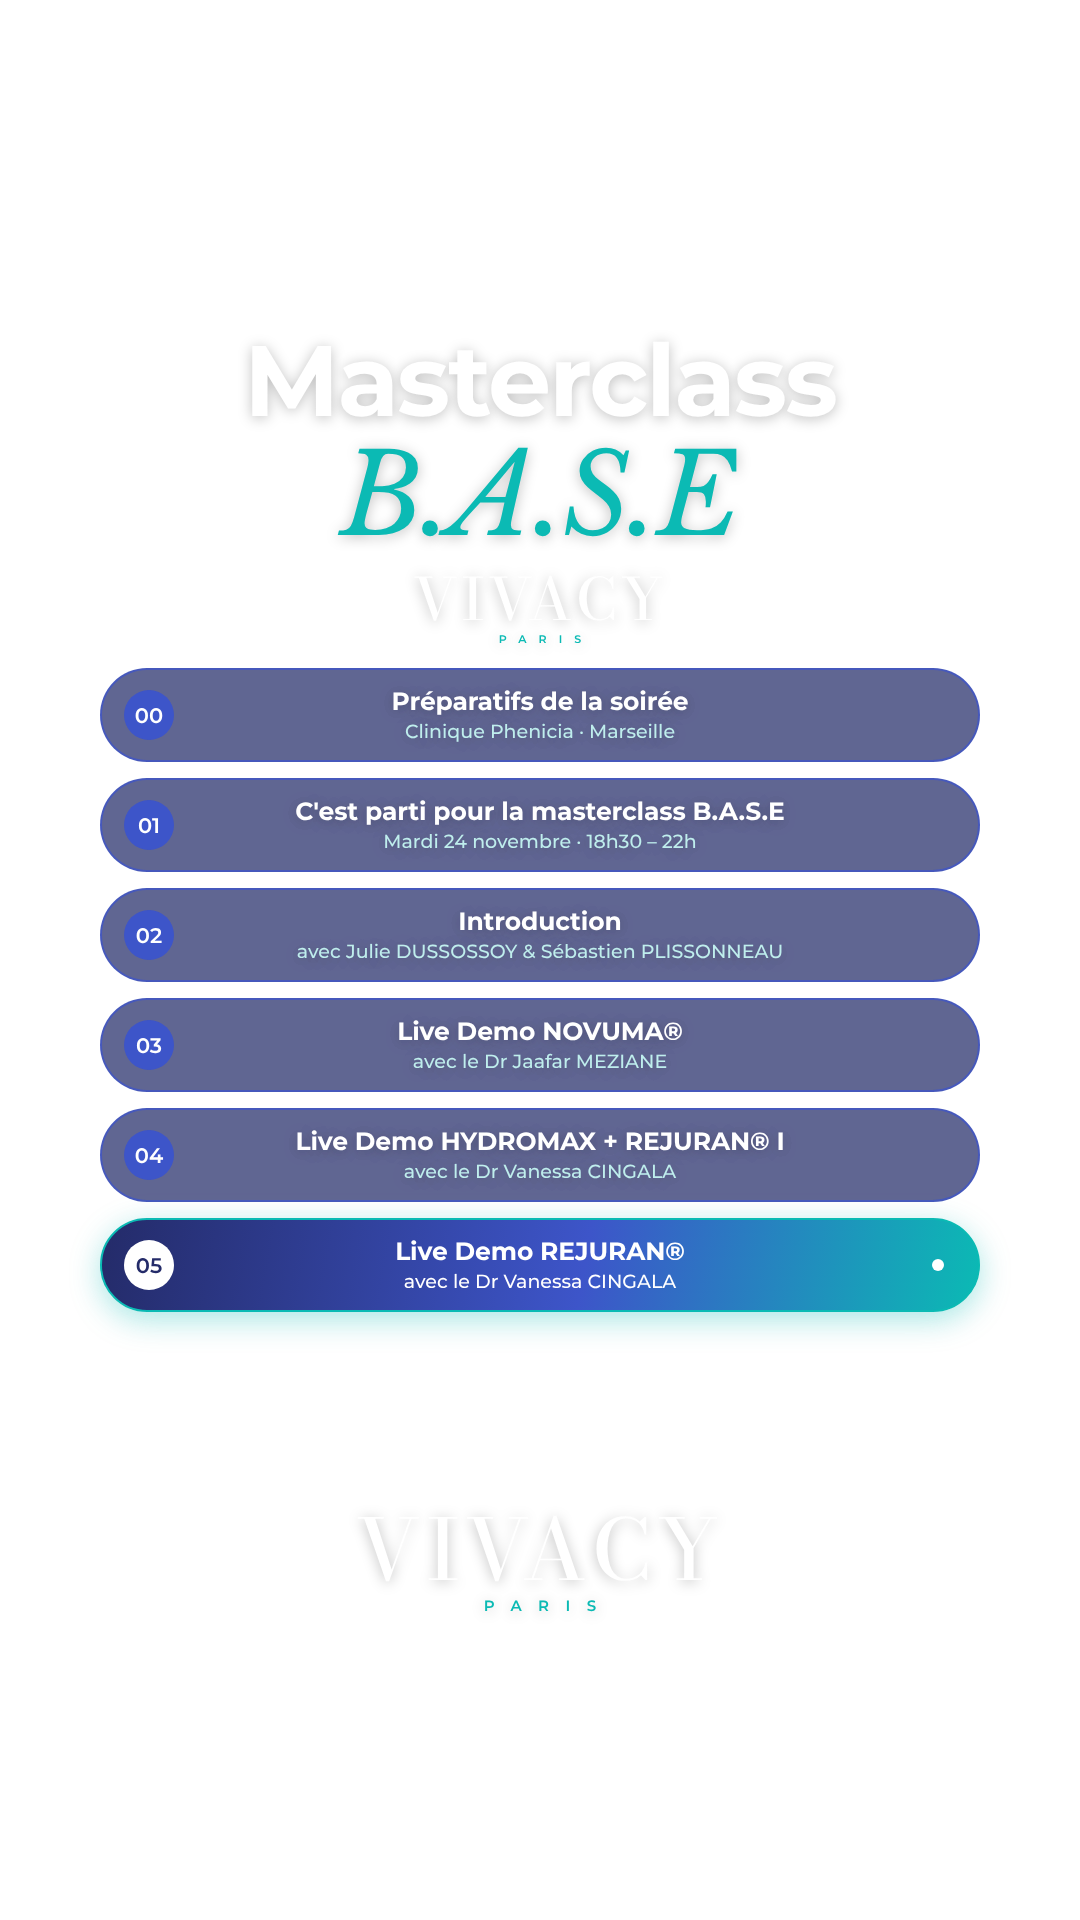 Masterclass
B.A.S.E
VIVACY
PARIS
00
Préparatifs de la soirée
Clinique Phenicia · Marseille
01
C'est parti pour la masterclass B.A.S.E
Mardi 24 novembre · 18h30 – 22h
02
Introduction
avec Julie DUSSOSSOY & Sébastien PLISSONNEAU
03
Live Demo NOVUMA®
avec le Dr Jaafar MEZIANE
04
Live Demo HYDROMAX + REJURAN® I
avec le Dr Vanessa CINGALA
05
Live Demo REJURAN®
avec le Dr Vanessa CINGALA
VIVACY
PARIS